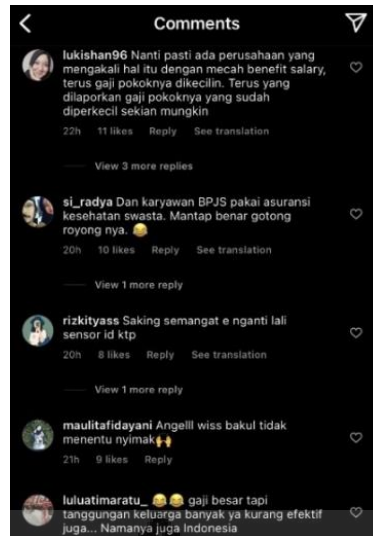 Comments
lukishan96 Nanti pasti ada perusahaan yang
mengakali hal itu dengan mecah benefit salary,
terus gaji pokoknya dikecilin. Terus yang
dilaporkan gaji pokoknya yang sudah
diperkecil sekian mungkin
22h 11 likes Reply See translation
View 3 more replies
si_radya Dan karyawan BPJS pakai asuransi
kesehatan swasta. Mantap benar gotong
royong nya. 😂
20h 10 likes Reply See translation
View 1 more reply
rizkityass Saking semangat e nganti lali
sensor id ktp
20h 8 likes Reply See translation
View 1 more reply
maulitafidayani Angelll wiss bakul tidak
menentu nyimak🙌
21h 9 likes Reply
luluatimaratu_ 😂😂 gaji besar tapi
tanggungan keluarga banyak ya kurang efektif
juga... Namanya juga Indonesia